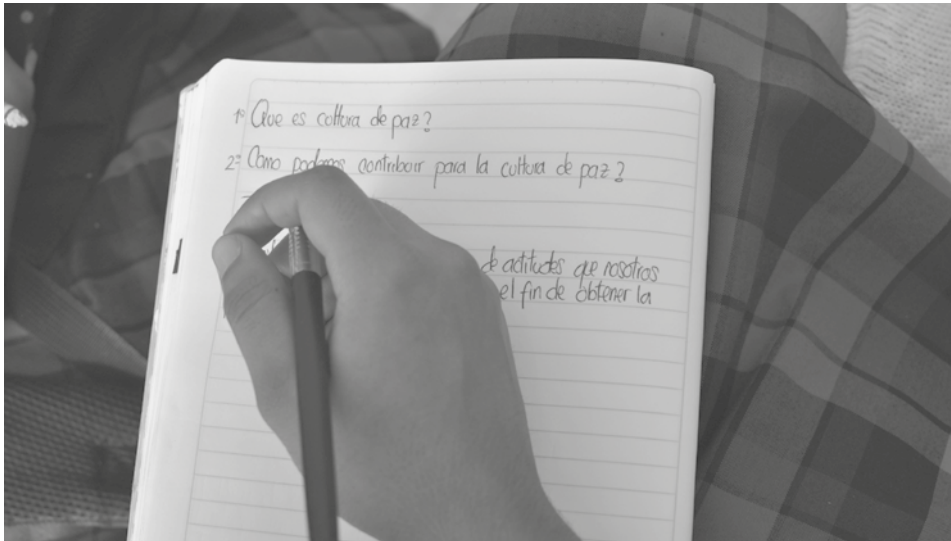 1º Que es cultura de paz?
2º Como podemos contribuir para la cultura de paz?
de actitudes que nosotros
el fin de obtener la